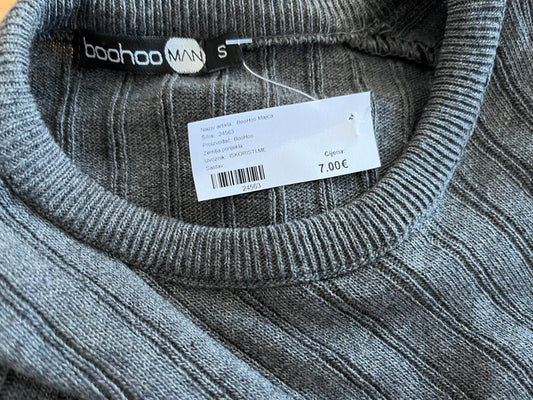 boohoo MAN
S
Naziv artikla: BooHoo Majica
Šifra: 24563
Proizvođač: BooHoo
Zemlja porijekla:
Uvoznik: ISKORISTI.ME
Sastav:
Cijena:
7.00€
24563